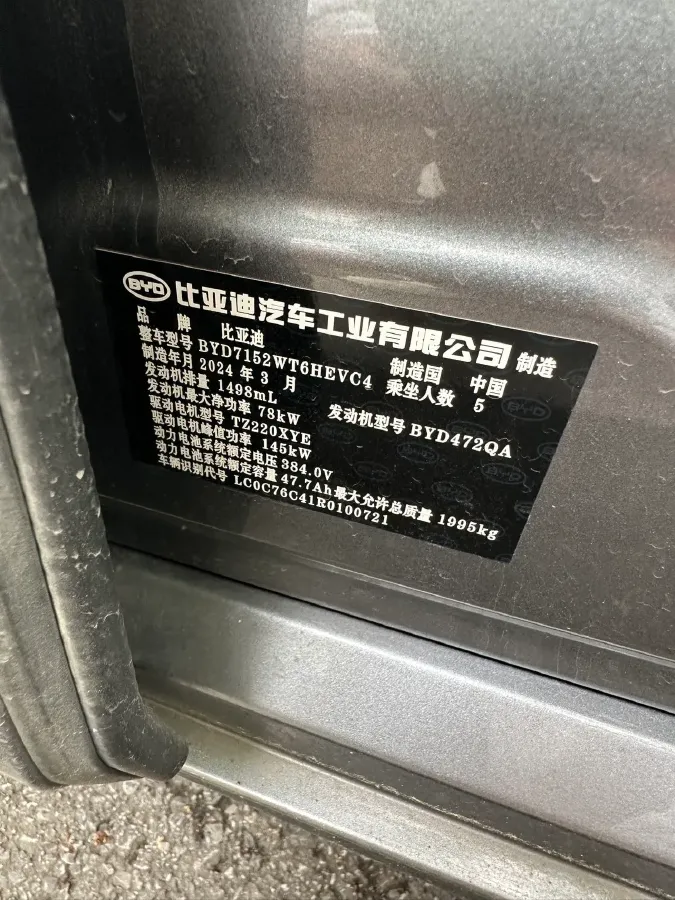 BYD 比亚迪汽车工业有限公司 制造
品 牌 比亚迪 制造国 中国
整车型号 BYD7152WT6HEVC4 乘坐人数 5
制造年月 2024 年 3 月
发动机排量 1498mL 发动机型号 BYD472QA
发动机最大净功率 78kW
驱动电机型号 TZ220XYE
驱动电机峰值功率 145kW
动力电池系统额定电压 384.0V
动力电池系统额定容量 47.7Ah 最大允许总质量 1995kg
车辆识别代号 LC0C76C41R0100721